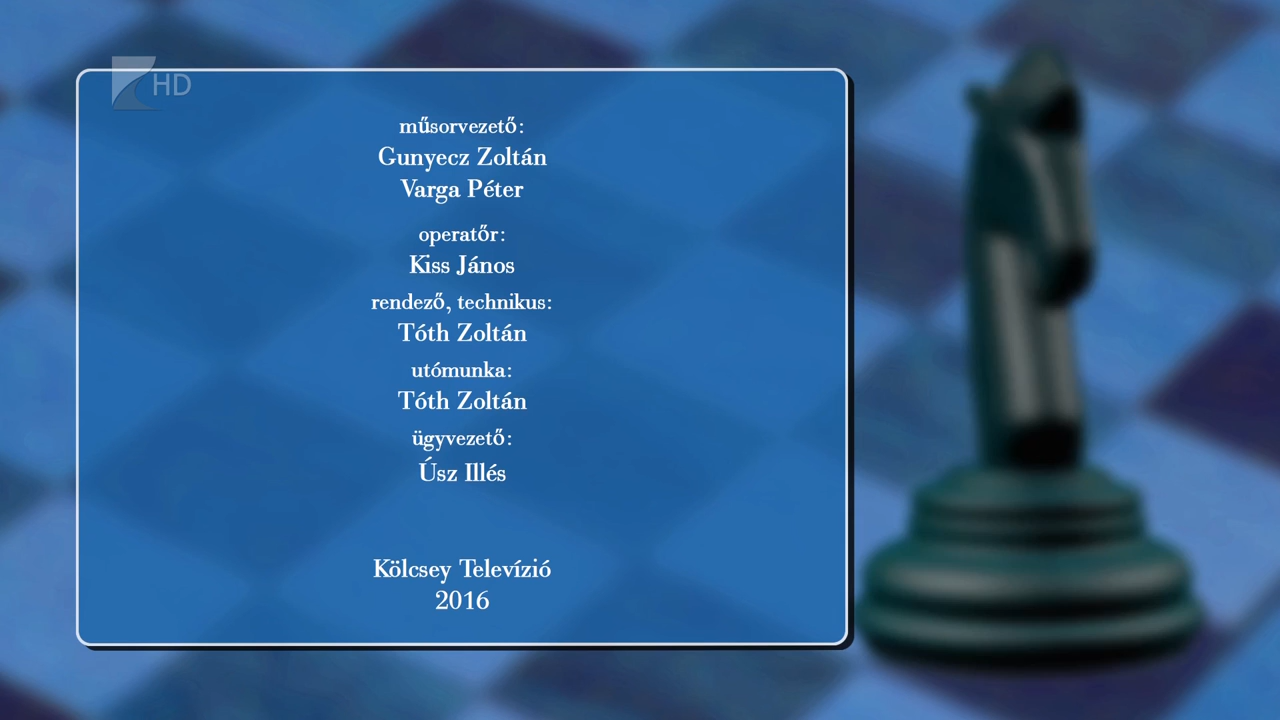 HD
műsorvezető:
Gunyecz Zoltán
Varga Péter
operatőr:
Kiss János
rendező, technikus:
Tóth Zoltán
utómunka:
Tóth Zoltán
ügyvezető:
Úsz Illés
Kölcsey Televízió
2016